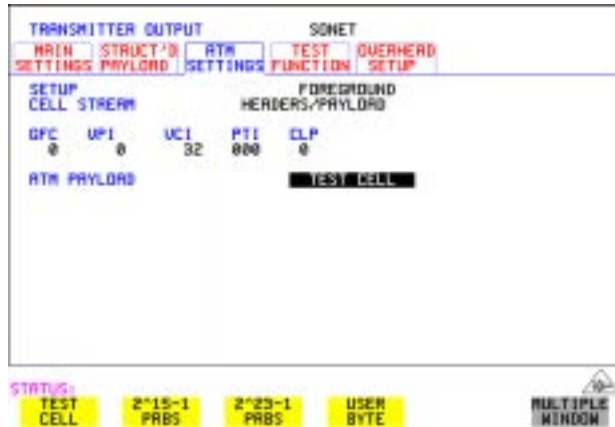 TRANSMITTER OUTPUT SONET
MAIN SETTINGS STRUCT'D PAYLOAD ATM SETTINGS TEST FUNCTION OVERHEAD SETUP
SETUP FOREGROUND
CELL STREAM HEADERS/PAYLOAD
GFC VPI VCI PTI CLP
0 0 32 000 0
ATM PAYLOAD TEST CELL
STATUS:
TEST CELL 2^15-1 PRBS 2^23-1 PRBS USER BYTE MULTIPLE WINDOW